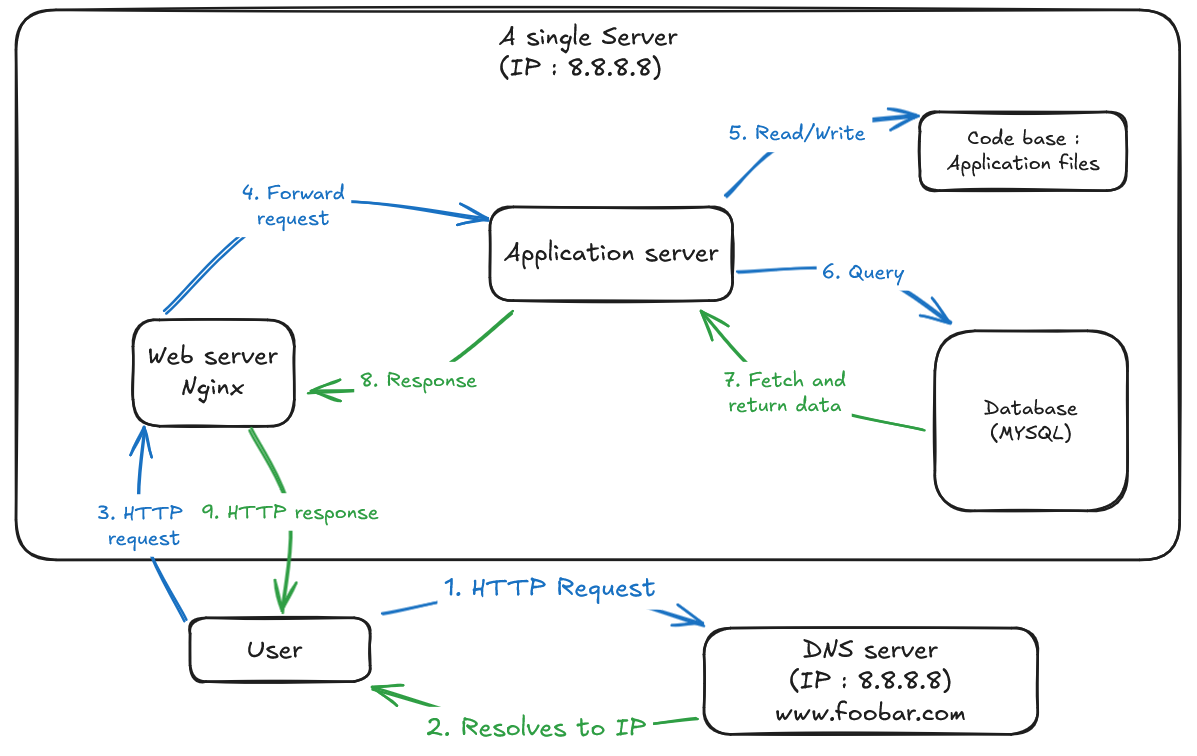 A single Server
(IP : 8.8.8.8)
5. Read/Write
Code base :
Application files
4. Forward
request
Application server
6. Query
Web server
Nginx
8. Response
7. Fetch and
return data
Database
(MYSQL)
3. HTTP
request
9. HTTP response
1. HTTP Request
User
DNS server
(IP : 8.8.8.8)
www.foobar.com
2. Resolves to IP